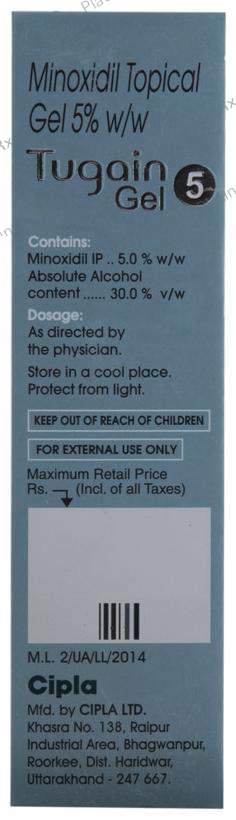 Minoxidil Topical
Gel 5% w/w
Tugain
Gel 5
Contains:
Minoxidil IP .. 5.0 % w/w
Absolute Alcohol
content ...... 30.0 % v/w
Dosage:
As directed by
the physician.
Store in a cool place.
Protect from light.
KEEP OUT OF REACH OF CHILDREN
FOR EXTERNAL USE ONLY
Maximum Retail Price
Rs. (Incl. of all Taxes)
M.L. 2/UA/LL/2014
Cipla
Mfd. by CIPLA LTD.
Khasra No. 138, Raipur
Industrial Area, Bhagwanpur,
Roorkee, Dist. Haridwar,
Uttarakhand - 247 667.